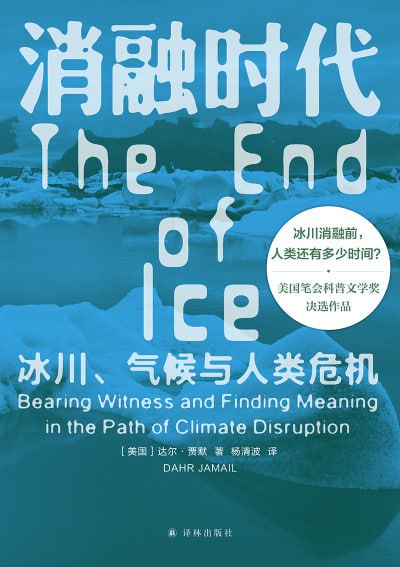 消融时代
The End
of
Ice
冰川消融前，
人类还有多少时间？
美国笔会科普文学奖
决选作品
冰川、气候与人类危机
Bearing Witness and Finding Meaning
in the Path of Climate Disruption
［美国］达尔·贾默 著 杨清波 译
DAHR JAMAIL
译林出版社